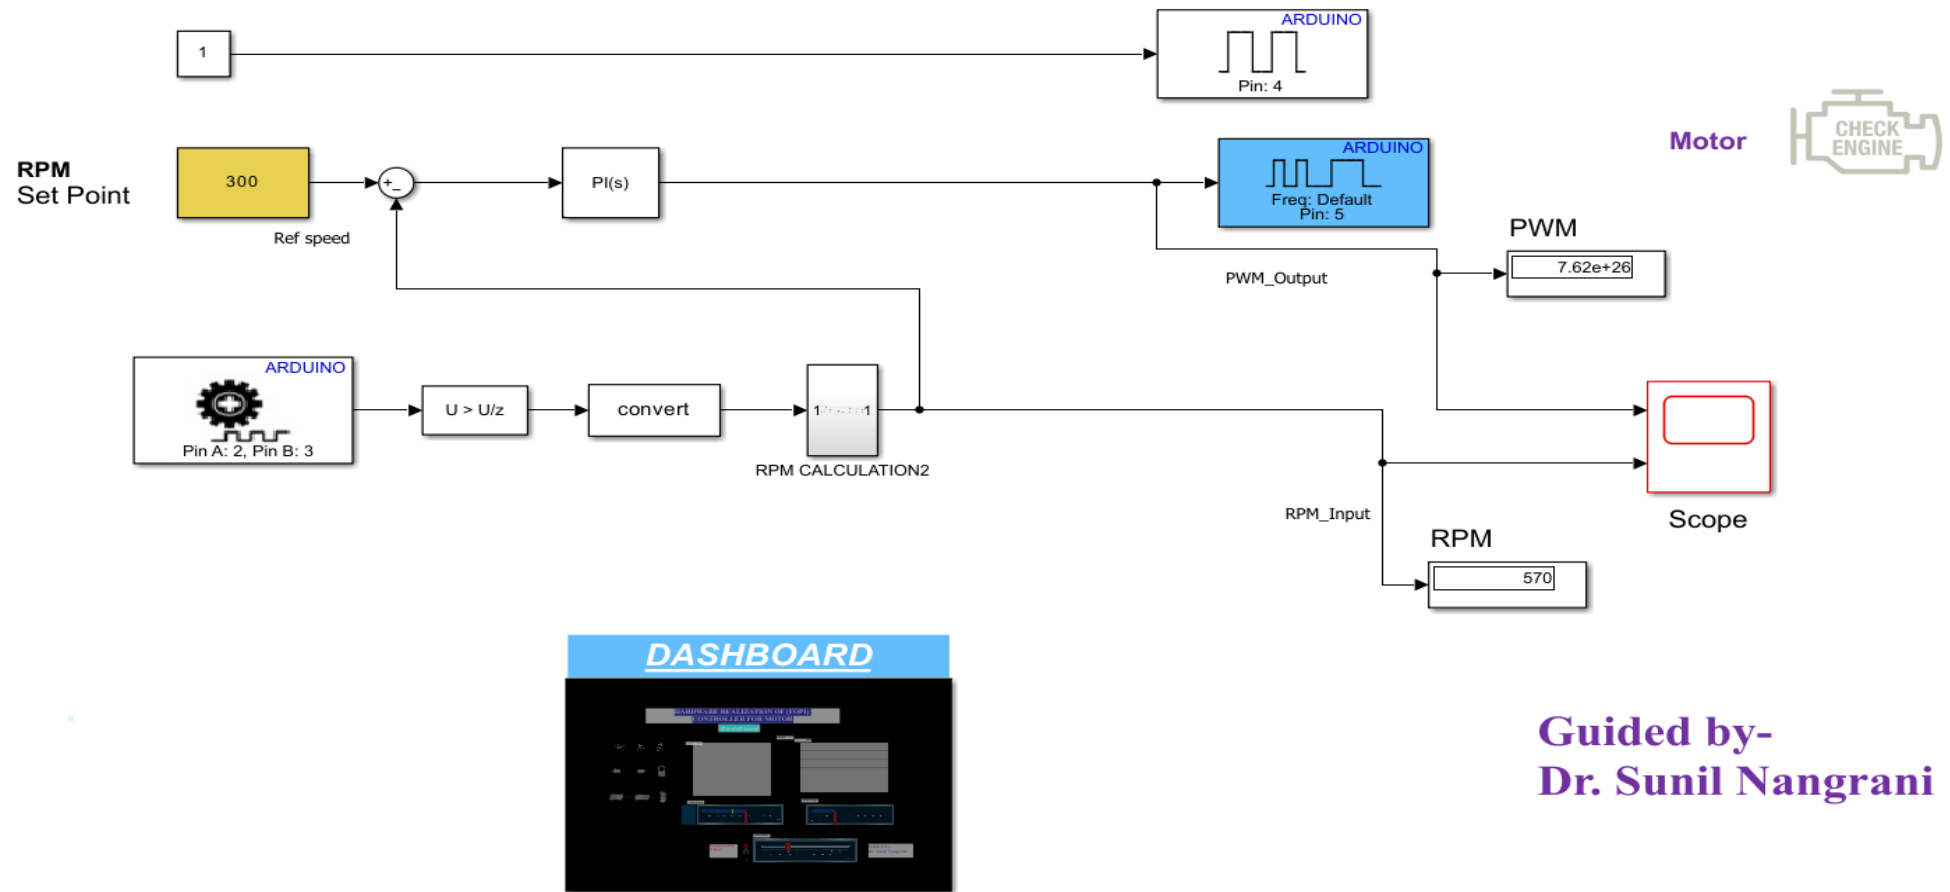 1
ARDUINO
Pin: 4
RPM
Set Point
300
+
_
Ref speed
PI(s)
ARDUINO
Freq: Default
Pin: 5
Motor
CHECK
ENGINE
PWM
7.62e+26
PWM_Output
ARDUINO
Pin A: 2, Pin B: 3
U > U/z
convert
1
1
RPM CALCULATION2
Scope
RPM_Input
RPM
570
DASHBOARD
HARDWARE REALIZATION OF (FOPI)
CONTROLLER FOR MOTOR
Guided by-
Dr. Sunil Nangrani